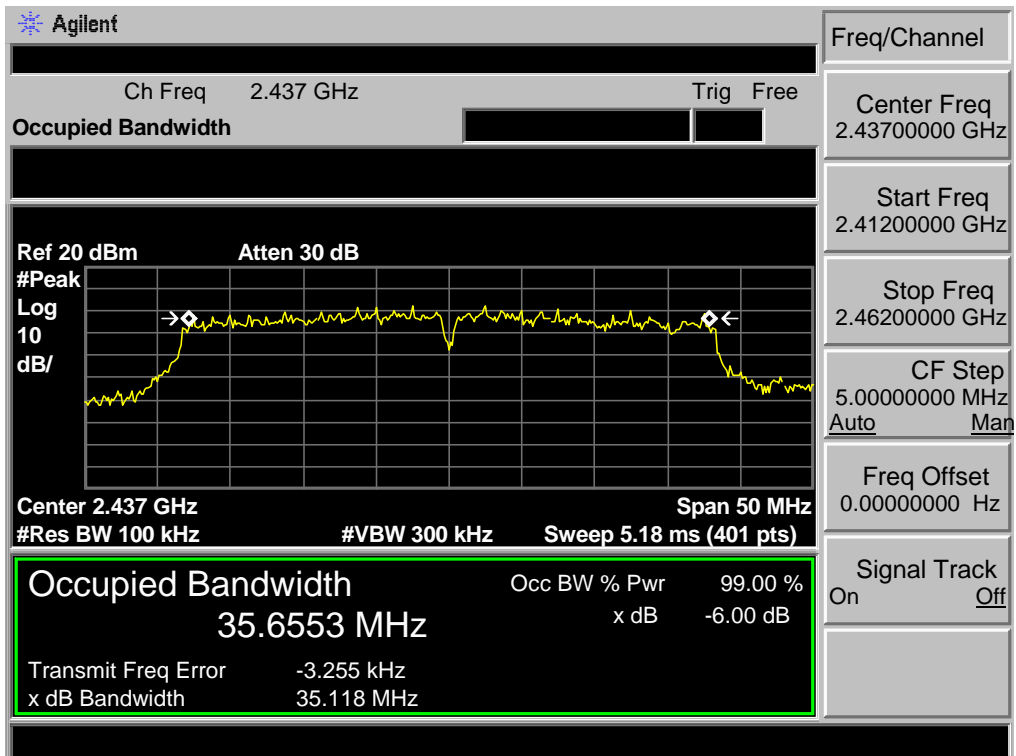 Agilent
Freq/Channel
Ch Freq 2.437 GHz Trig Free
Occupied Bandwidth
Center Freq
2.43700000 GHz
Start Freq
2.41200000 GHz
Stop Freq
2.46200000 GHz
CF Step
5.00000000 MHz
Auto Man
Freq Offset
0.00000000 Hz
Signal Track
On Off
Ref 20 dBm Atten 30 dB
#Peak
Log
10
dB/
Center 2.437 GHz Span 50 MHz
#Res BW 100 kHz #VBW 300 kHz Sweep 5.18 ms (401 pts)
Occupied Bandwidth Occ BW % Pwr 99.00 %
35.6553 MHz x dB -6.00 dB
Transmit Freq Error -3.255 kHz
x dB Bandwidth 35.118 MHz